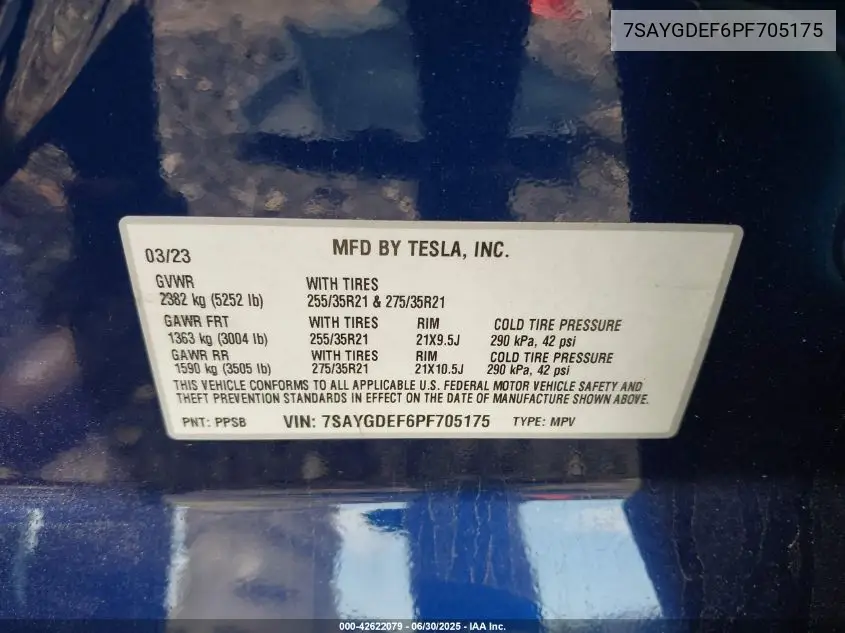 7SAYGDEF6PF705175
03/23 MFD BY TESLA, INC.
GVWR WITH TIRES
2382 kg (5252 lb) 255/35R21 & 275/35R21
GAWR FRT WITH TIRES RIM COLD TIRE PRESSURE
1363 kg (3004 lb) 255/35R21 21X9.5J 290 kPa, 42 psi
GAWR RR WITH TIRES RIM COLD TIRE PRESSURE
1590 kg (3505 lb) 275/35R21 21X10.5J 290 kPa, 42 psi
THIS VEHICLE CONFORMS TO ALL APPLICABLE U.S. FEDERAL MOTOR VEHICLE SAFETY AND
THEFT PREVENTION STANDARDS IN EFFECT ON THE DATE OF MANUFACTURE SHOWN ABOVE.
PNT: PPSB VIN: 7SAYGDEF6PF705175 TYPE: MPV
000-42622079 - 06/30/2025 - IAA Inc.